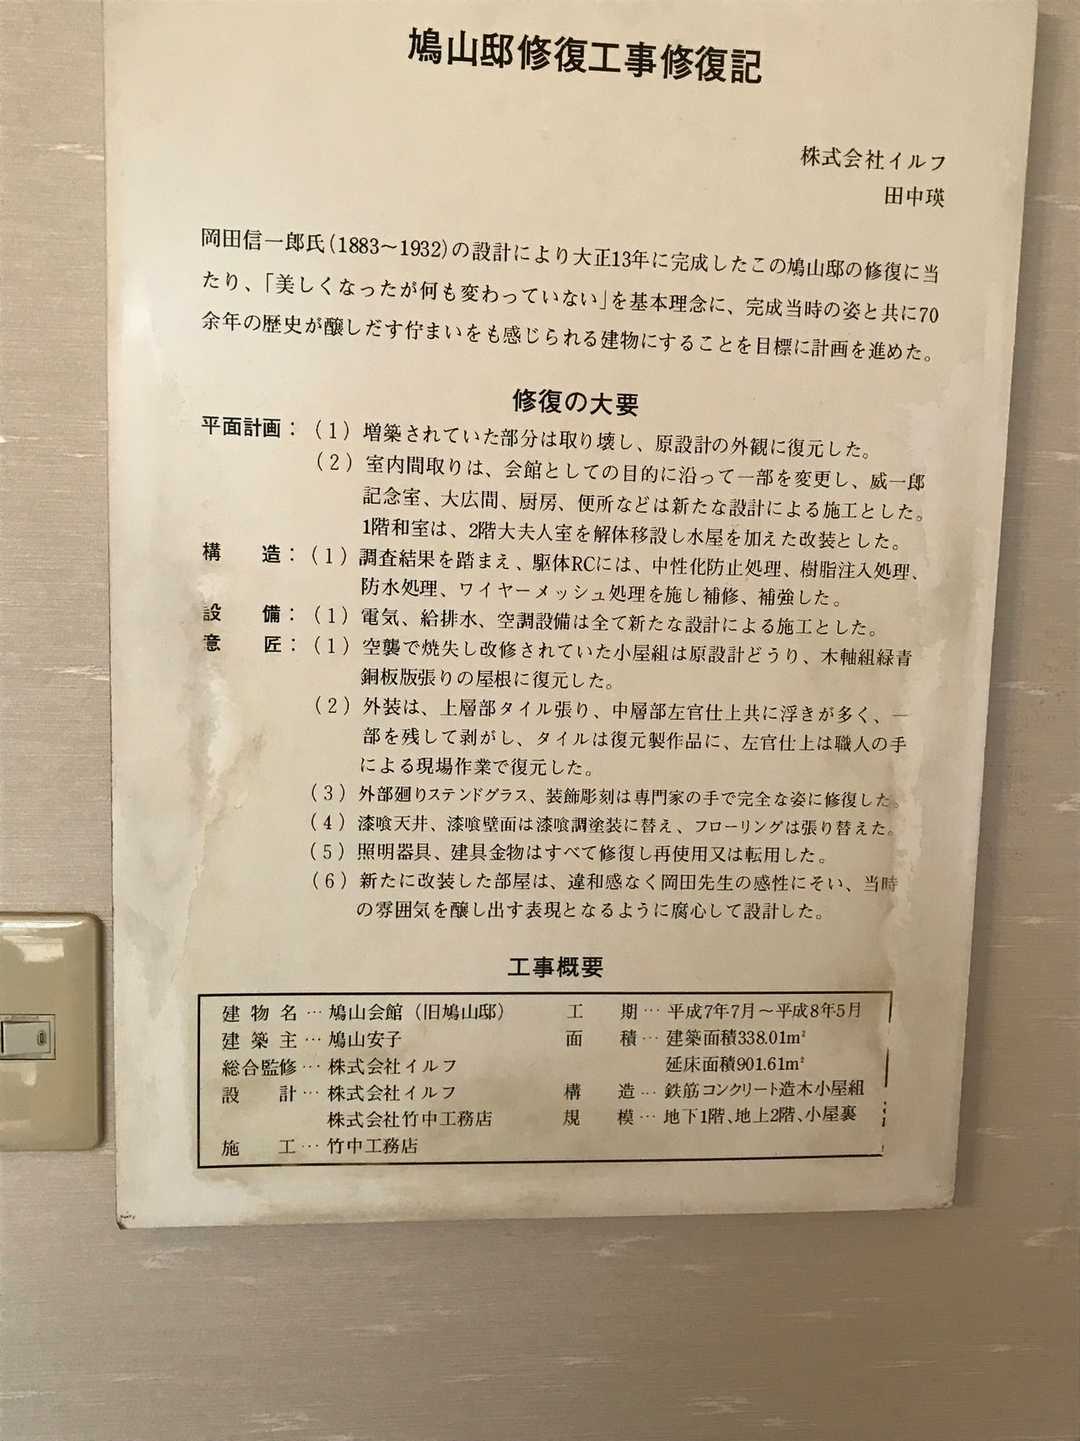 鳩山邸修復工事修復記
株式会社イルフ
田中瑛
岡田信一郎氏(1883〜1932)の設計により大正13年に完成したこの鳩山邸の修復に当
たり、「美しくなったが何も変わっていない」を基本理念に、完成当時の姿と共に70
余年の歴史が醸しだす佇まいをも感じられる建物にすることを目標に計画を進めた。
修復の大要
平面計画：（1）増築されていた部分は取り壊し、原設計の外観に復元した。
（2）室内間取りは、会館としての目的に沿って一部を変更し、威一郎
記念室、大広間、厨房、便所などは新たな設計による施工とした。
1階和室は、2階大夫人室を解体移設し水屋を加えた改装とした。
構　造：（1）調査結果を踏まえ、駆体RCには、中性化防止処理、樹脂注入処理、
防水処理、ワイヤーメッシュ処理を施し補修、補強した。
設　備：（1）電気、給排水、空調設備は全て新たな設計による施工とした。
意　匠：（1）空襲で焼失し改修されていた小屋組は原設計どうり、木軸組緑青
銅板版張りの屋根に復元した。
（2）外装は、上層部タイル張り、中層部左官仕上共に浮きが多く、一
部を残して剥がし、タイルは復元製作品に、左官仕上は職人の手
による現場作業で復元した。
（3）外部廻りステンドグラス、装飾彫刻は専門家の手で完全な姿に修復した。
（4）漆喰天井、漆喰壁面は漆喰調塗装に替え、フローリングは張り替えた。
（5）照明器具、建具金物はすべて修復し再使用又は転用した。
（6）新たに改装した部屋は、違和感なく岡田先生の感性にそい、当時
の雰囲気を醸し出す表現となるように腐心して設計した。
工事概要
建物名…鳩山会館（旧鳩山邸）　工　期…平成7年7月〜平成8年5月
建築主…鳩山安子　面　積…建築面積338.01㎡
総合監修…株式会社イルフ　延床面積901.61㎡
設　計…株式会社イルフ　構　造…鉄筋コンクリート造木小屋組
株式会社竹中工務店　規　模…地下1階、地上2階、小屋裏
施　工…竹中工務店